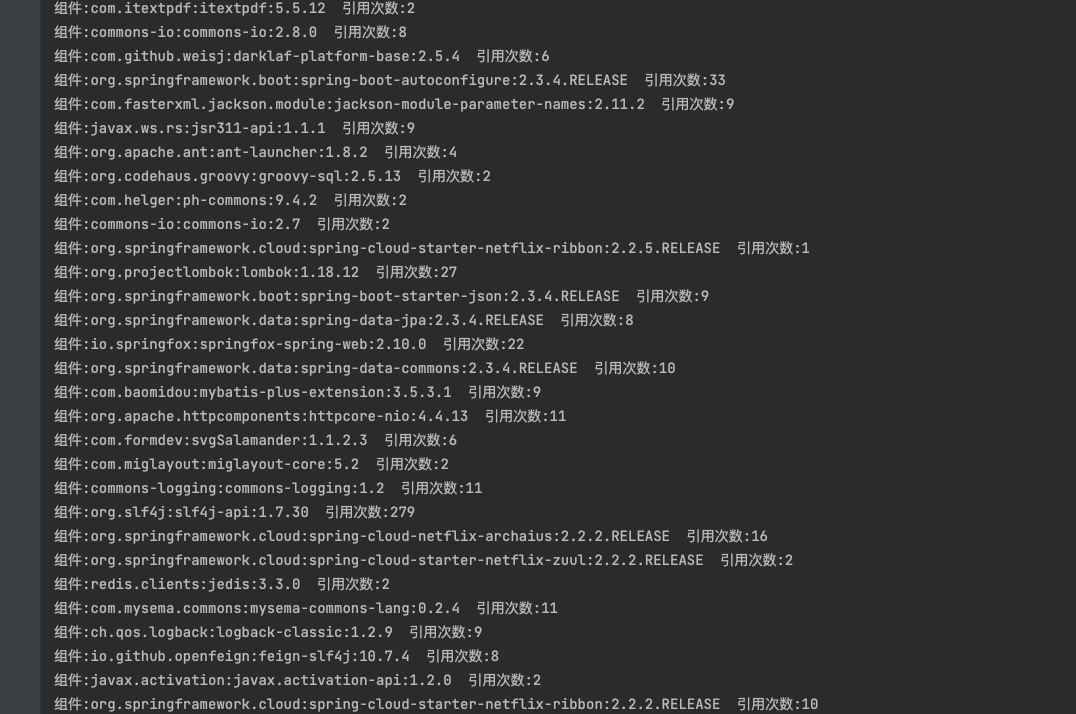 组件:com.itextpdf:itextpdf:5.5.12  引用次数:2
组件:commons-io:commons-io:2.8.0  引用次数:8
组件:com.github.weisj:darklaf-platform-base:2.5.4  引用次数:6
组件:org.springframework.boot:spring-boot-autoconfigure:2.3.4.RELEASE  引用次数:33
组件:com.fasterxml.jackson.module:jackson-module-parameter-names:2.11.2  引用次数:9
组件:javax.ws.rs:jsr311-api:1.1.1  引用次数:9
组件:org.apache.ant:ant-launcher:1.8.2  引用次数:4
组件:org.codehaus.groovy:groovy-sql:2.5.13  引用次数:2
组件:com.helger:ph-commons:9.4.2  引用次数:2
组件:commons-io:commons-io:2.7  引用次数:2
组件:org.springframework.cloud:spring-cloud-starter-netflix-ribbon:2.2.5.RELEASE  引用次数:1
组件:org.projectlombok:lombok:1.18.12  引用次数:27
组件:org.springframework.boot:spring-boot-starter-json:2.3.4.RELEASE  引用次数:9
组件:org.springframework.data:spring-data-jpa:2.3.4.RELEASE  引用次数:8
组件:io.springfox:springfox-spring-web:2.10.0  引用次数:22
组件:org.springframework.data:spring-data-commons:2.3.4.RELEASE  引用次数:10
组件:com.baomidou:mybatis-plus-extension:3.5.3.1  引用次数:9
组件:org.apache.httpcomponents:httpcore-nio:4.4.13  引用次数:11
组件:com.formdev:svgSalamander:1.1.2.3  引用次数:6
组件:com.miglayout:miglayout-core:5.2  引用次数:2
组件:commons-logging:commons-logging:1.2  引用次数:11
组件:org.slf4j:slf4j-api:1.7.30  引用次数:279
组件:org.springframework.cloud:spring-cloud-netflix-archaius:2.2.2.RELEASE  引用次数:16
组件:org.springframework.cloud:spring-cloud-starter-netflix-zuul:2.2.2.RELEASE  引用次数:2
组件:redis.clients:jedis:3.3.0  引用次数:2
组件:com.mysema.commons:mysema-commons-lang:0.2.4  引用次数:11
组件:ch.qos.logback:logback-classic:1.2.9  引用次数:9
组件:io.github.openfeign:feign-slf4j:10.7.4  引用次数:8
组件:javax.activation:javax.activation-api:1.2.0  引用次数:2
组件:org.springframework.cloud:spring-cloud-starter-netflix-ribbon:2.2.2.RELEASE  引用次数:10